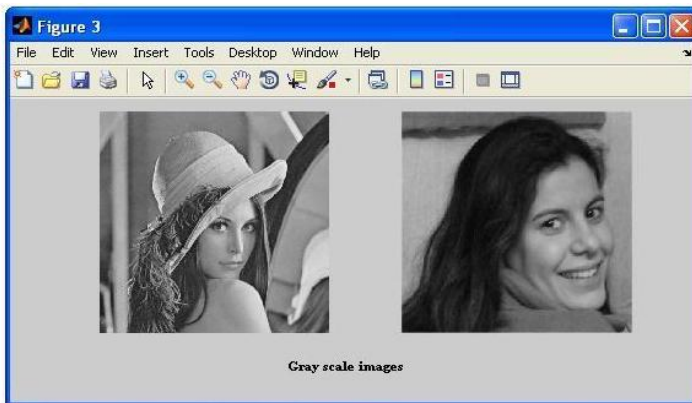 Figure 3
File Edit View Insert Tools Desktop Window Help
Gray scale images